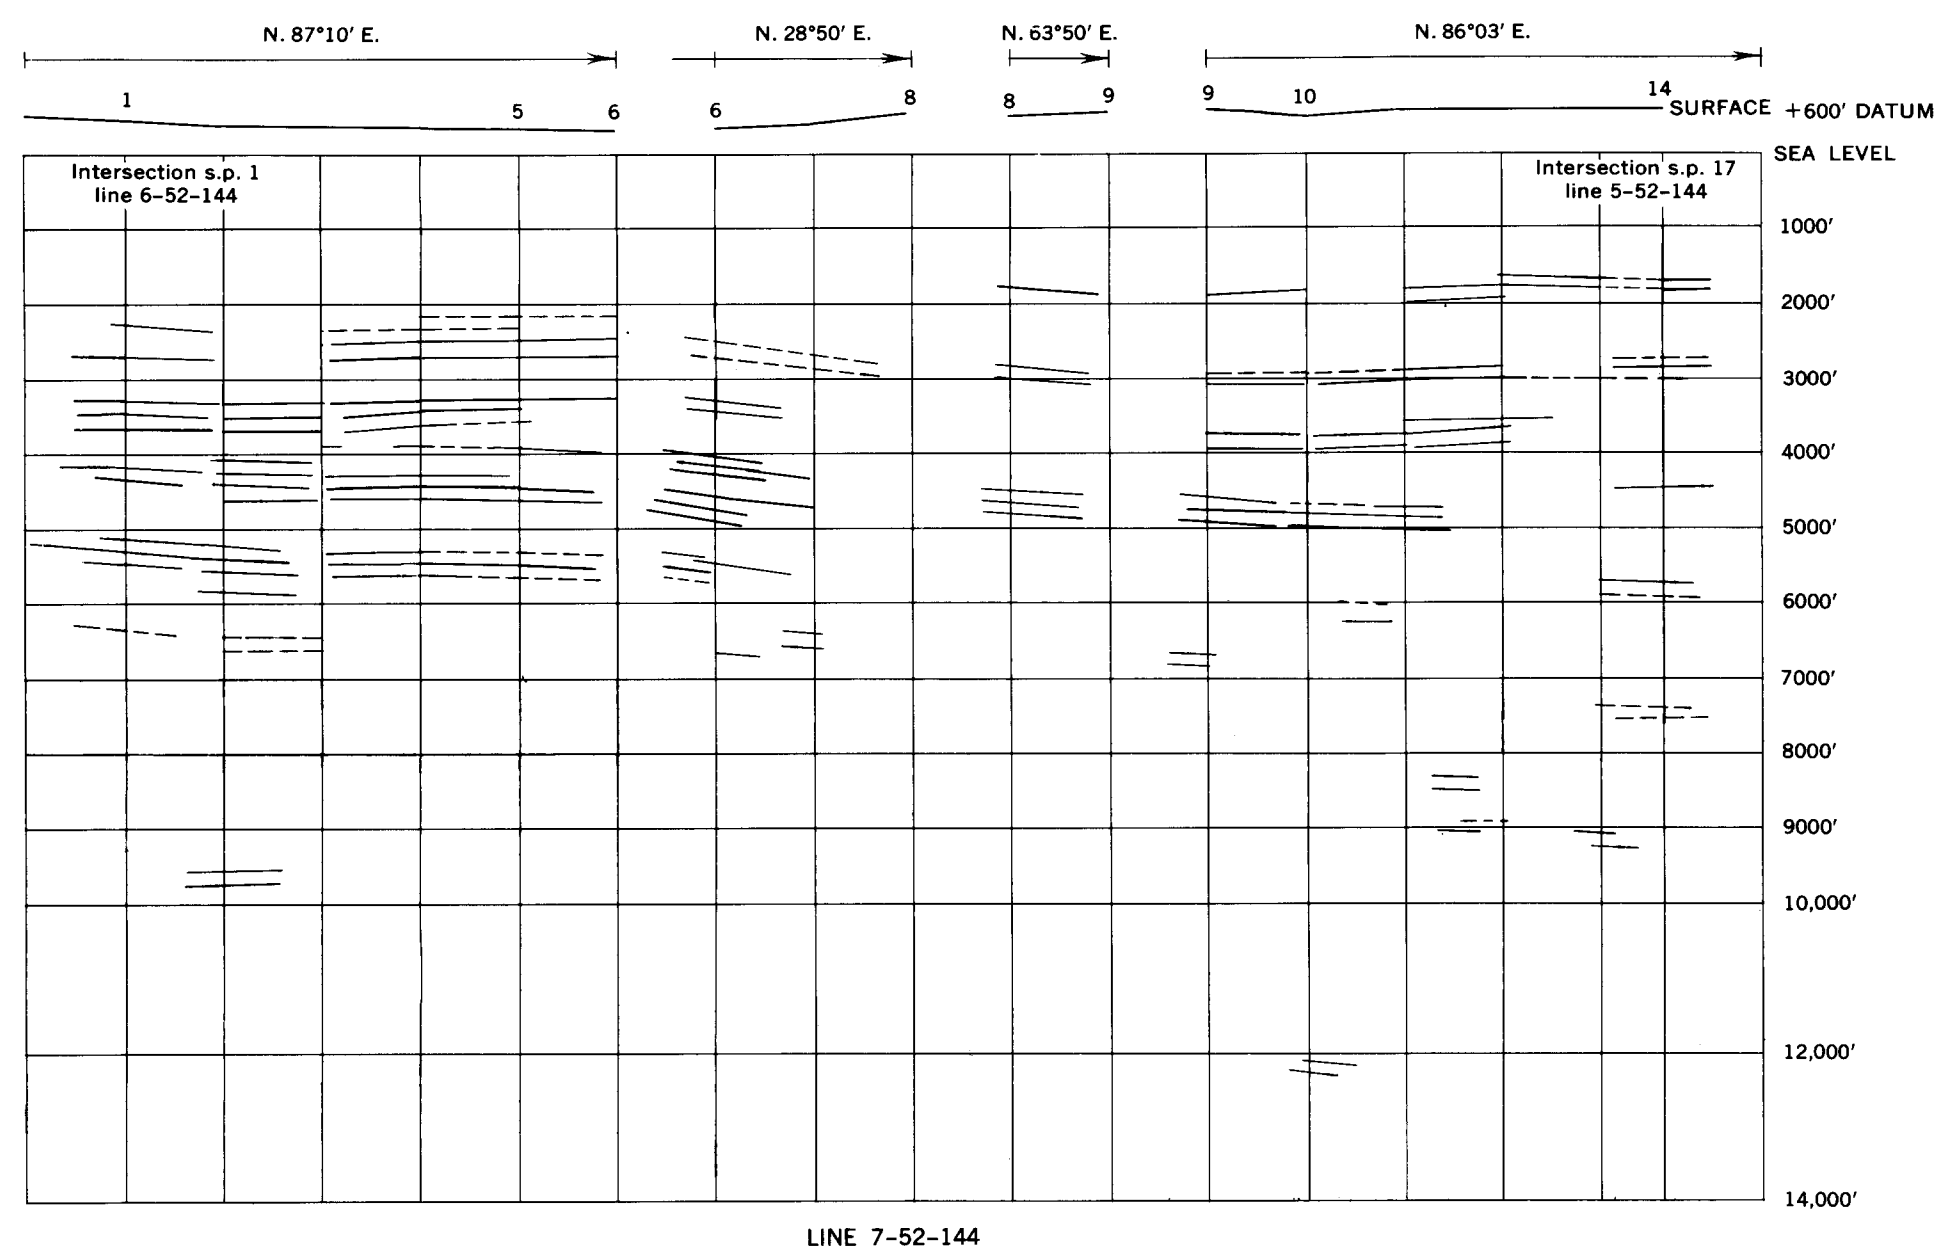 N. 87°10′ E.
N. 28°50′ E.
N. 63°50′ E.
N. 86°03′ E.
1
5
6
6
8
8
9
9
10
14
SURFACE
+600′ DATUM
SEA LEVEL
Intersection s.p. 1
line 6-52-144
Intersection s.p. 17
line 5-52-144
1000′
2000′
3000′
4000′
5000′
6000′
7000′
8000′
9000′
10,000′
12,000′
14,000′
LINE 7-52-144